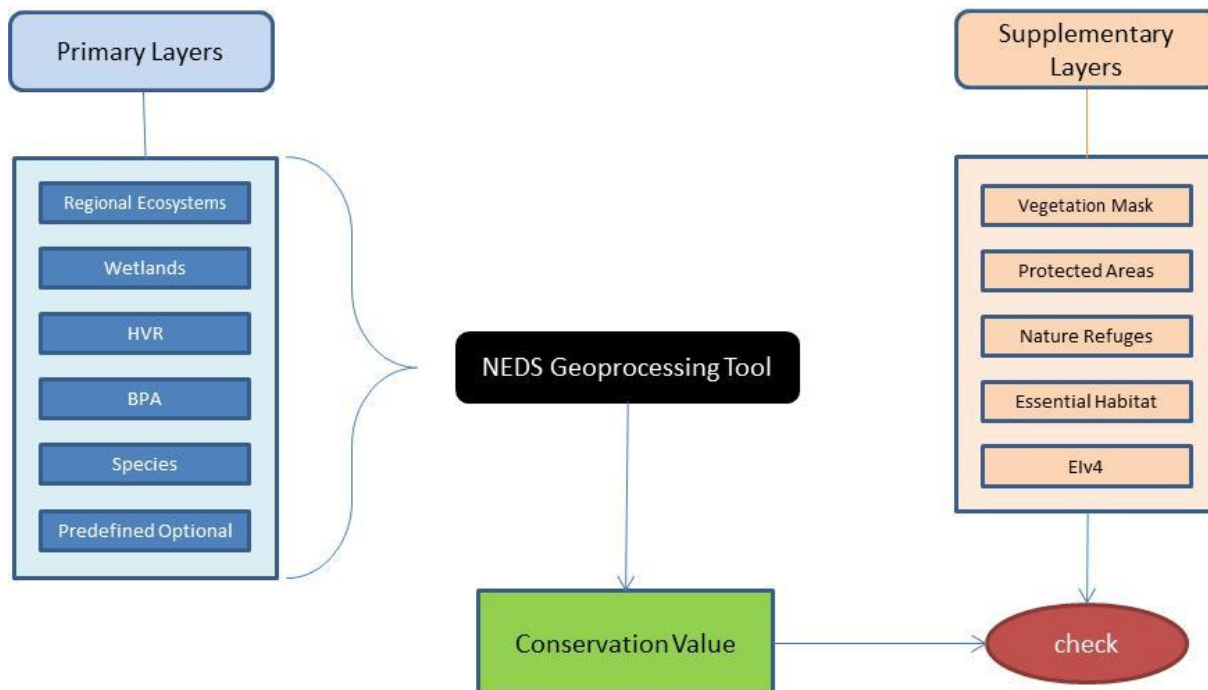 Primary Layers
Regional Ecosystems
Wetlands
HVR
BPA
Species
Predefined Optional
NEDS Geoprocessing Tool
Conservation Value
Supplementary
Layers
Vegetation Mask
Protected Areas
Nature Refuges
Essential Habitat
EIv4
check